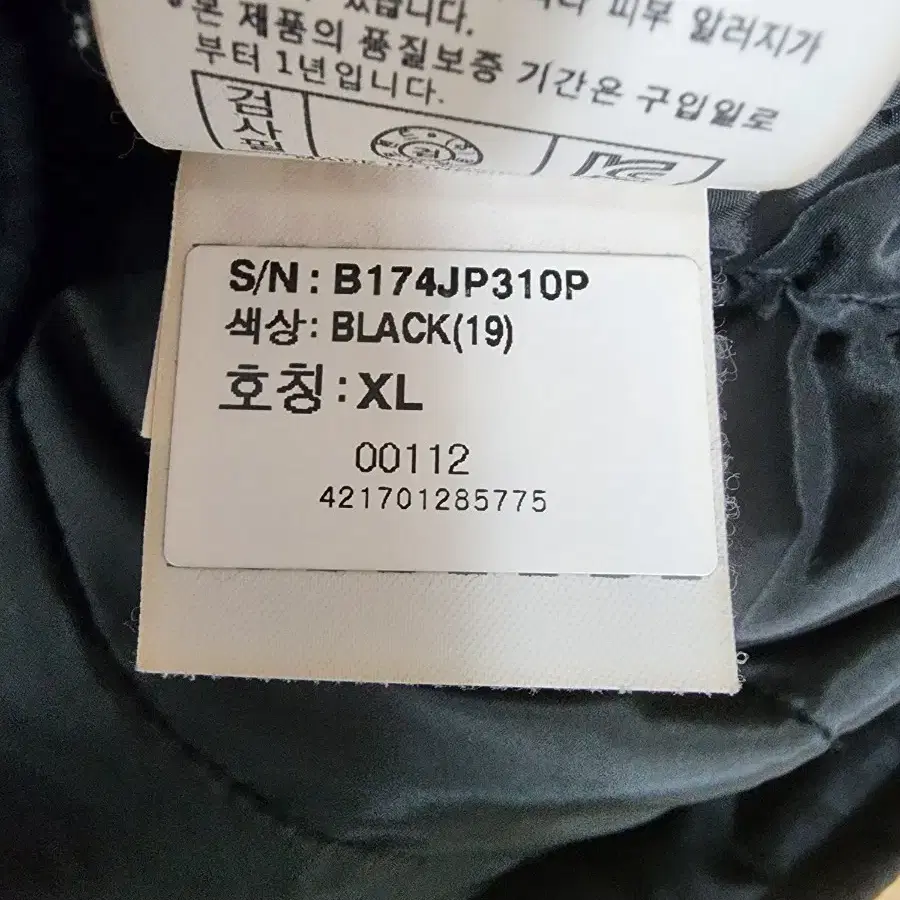 있습니다. 피부 알러지가
본 제품의 품질보증 기간은 구입일로
부터 1년입니다.
검사필
S/N : B174JP310P
색상: BLACK(19)
호칭 : XL
00112
421701285775